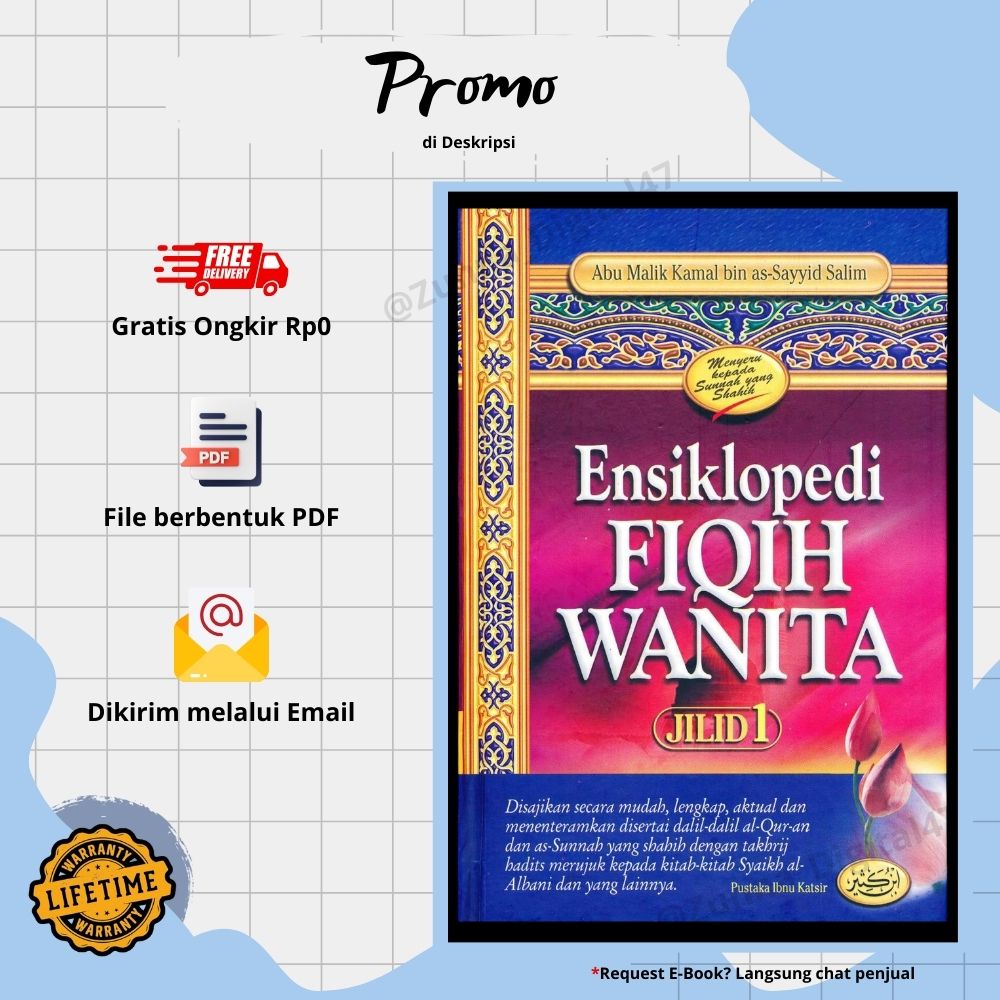 Promo
di Deskripsi
FREE
DELIVERY
Gratis Ongkir Rp0
PDF
File berbentuk PDF
@
Dikirim melalui Email
WARRANTY
LIFETIME
WARRANTY
Abu Malik Kamal bin as-Sayyid Salim
Menyeru
kepada
Sunnah yang
Shahih
Ensiklopedi
FIQIH
WANITA
JILID 1
Disajikan secara mudah, lengkap, aktual dan
menenteramkan disertai dalil-dalil al-Qur-an
dan as-Sunnah yang shahih dengan takhrij
hadits merujuk kepada kitab-kitab Syaikh al-
Albani dan yang lainnya.
Pustaka Ibnu Katsir
ابن كثير
*Request E-Book? Langsung chat penjual